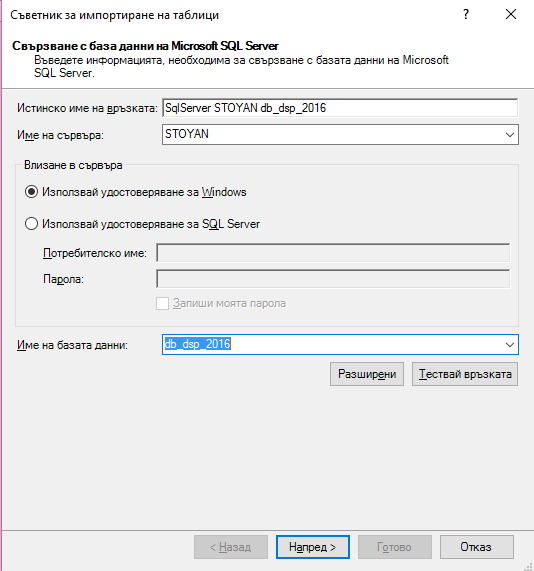 Съветник за импортиране на таблици
?
Свързване с база данни на Microsoft SQL Server
Въведете информацията, необходима за свързване с базата данни на Microsoft
SQL Server.
Истинско име на връзката: SqlServer STOYAN db_dsp_2016
Име на сървъра: STOYAN
Влизане в сървъра
Използвай удостоверяване за Windows
Използвай удостоверяване за SQL Server
Потребителско име:
Парола:
Запиши моята парола
Име на базата данни: db_dsp_2016
Разширени Тествай връзката
< Назад Напред > Готово Отказ